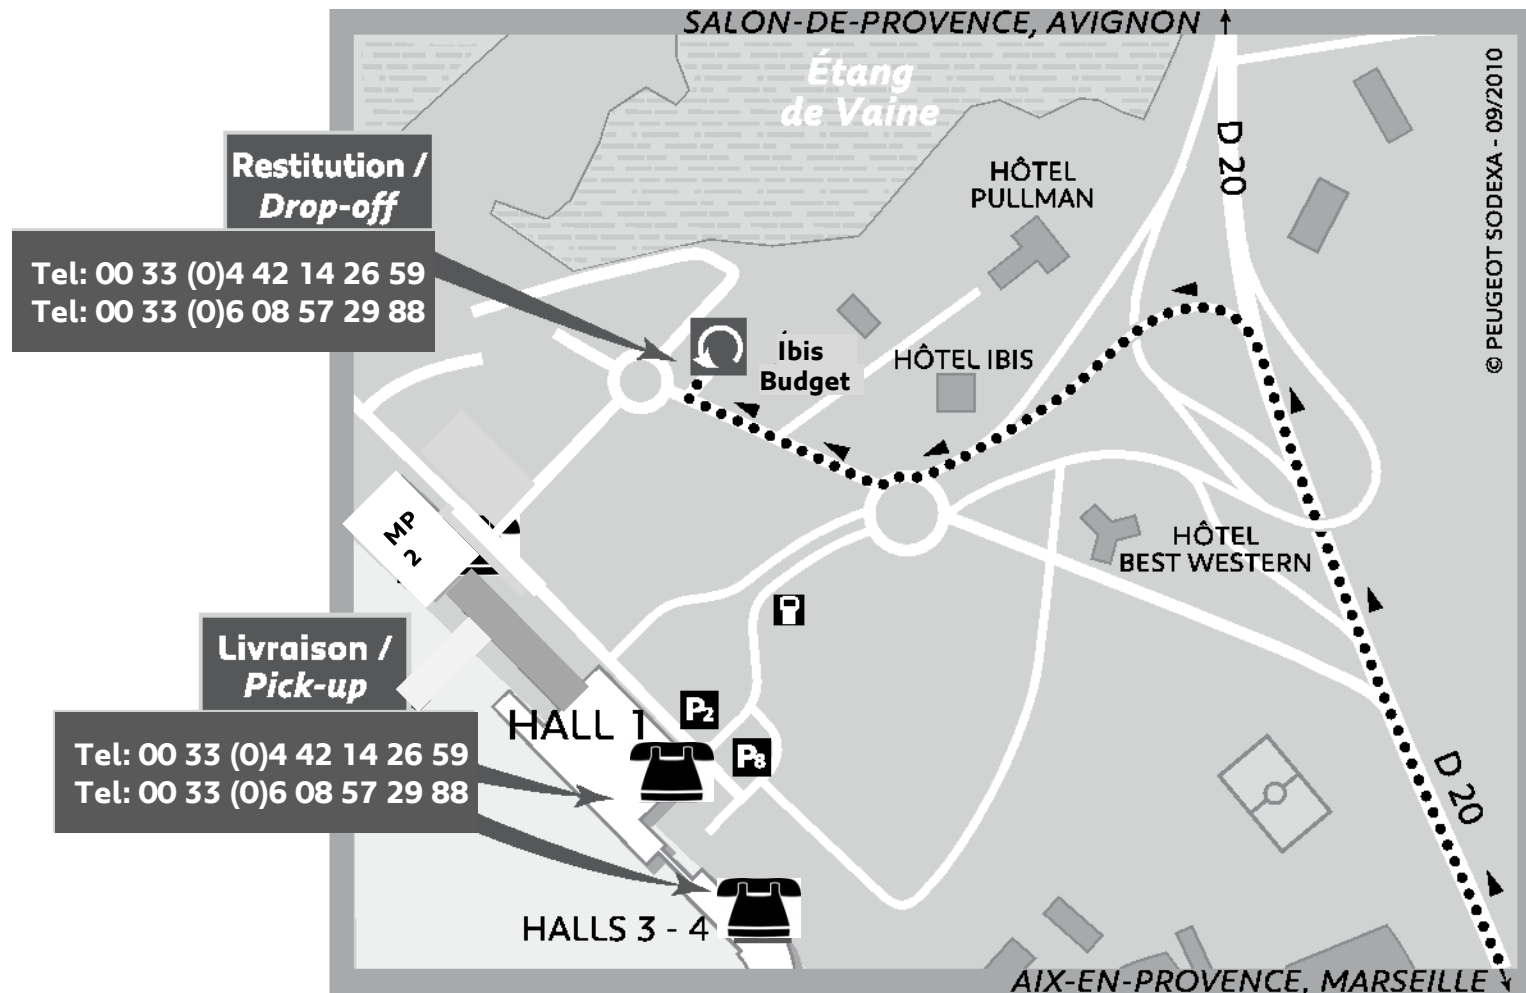 SALON-DE-PROVENCE, AVIGNON
Étang
de Vaine
© PEUGEOT SODEXA - 09/2010
D 20
Restitution /
Drop-off
Tel: 00 33 (0)4 42 14 26 59
Tel: 00 33 (0)6 08 57 29 88
HÔTEL
PULLMAN
Íbis
Budget
HÔTEL IBIS
MP
2
HÔTEL
BEST WESTERN
Livraison /
Pick-up
Tel: 00 33 (0)4 42 14 26 59
Tel: 00 33 (0)6 08 57 29 88
HALL 1
P2
P8
D 20
HALLS 3 - 4
AIX-EN-PROVENCE, MARSEILLE